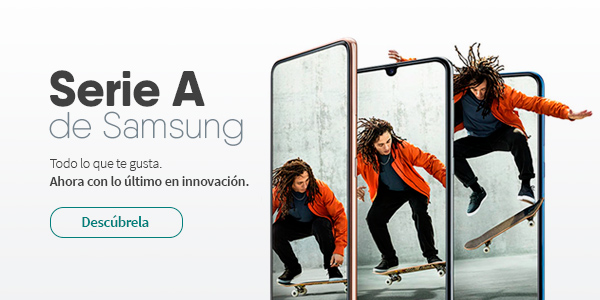 Serie A
de Samsung
Todo lo que te gusta.
Ahora con lo último en innovación.
Descúbrela